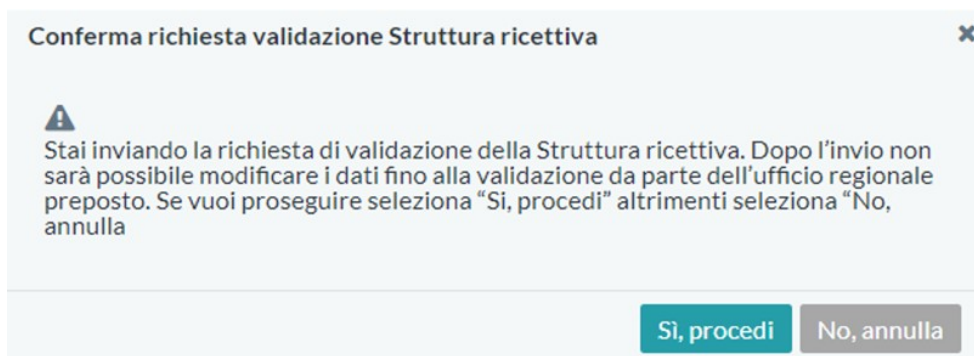 Conferma richiesta validazione Struttura ricettiva
Stai inviando la richiesta di validazione della Struttura ricettiva. Dopo l’invio non
sarà possibile modificare i dati fino alla validazione da parte dell’ufficio regionale
preposto. Se vuoi proseguire seleziona “Si, procedi” altrimenti seleziona “No,
annulla
Sì, procedi No, annulla